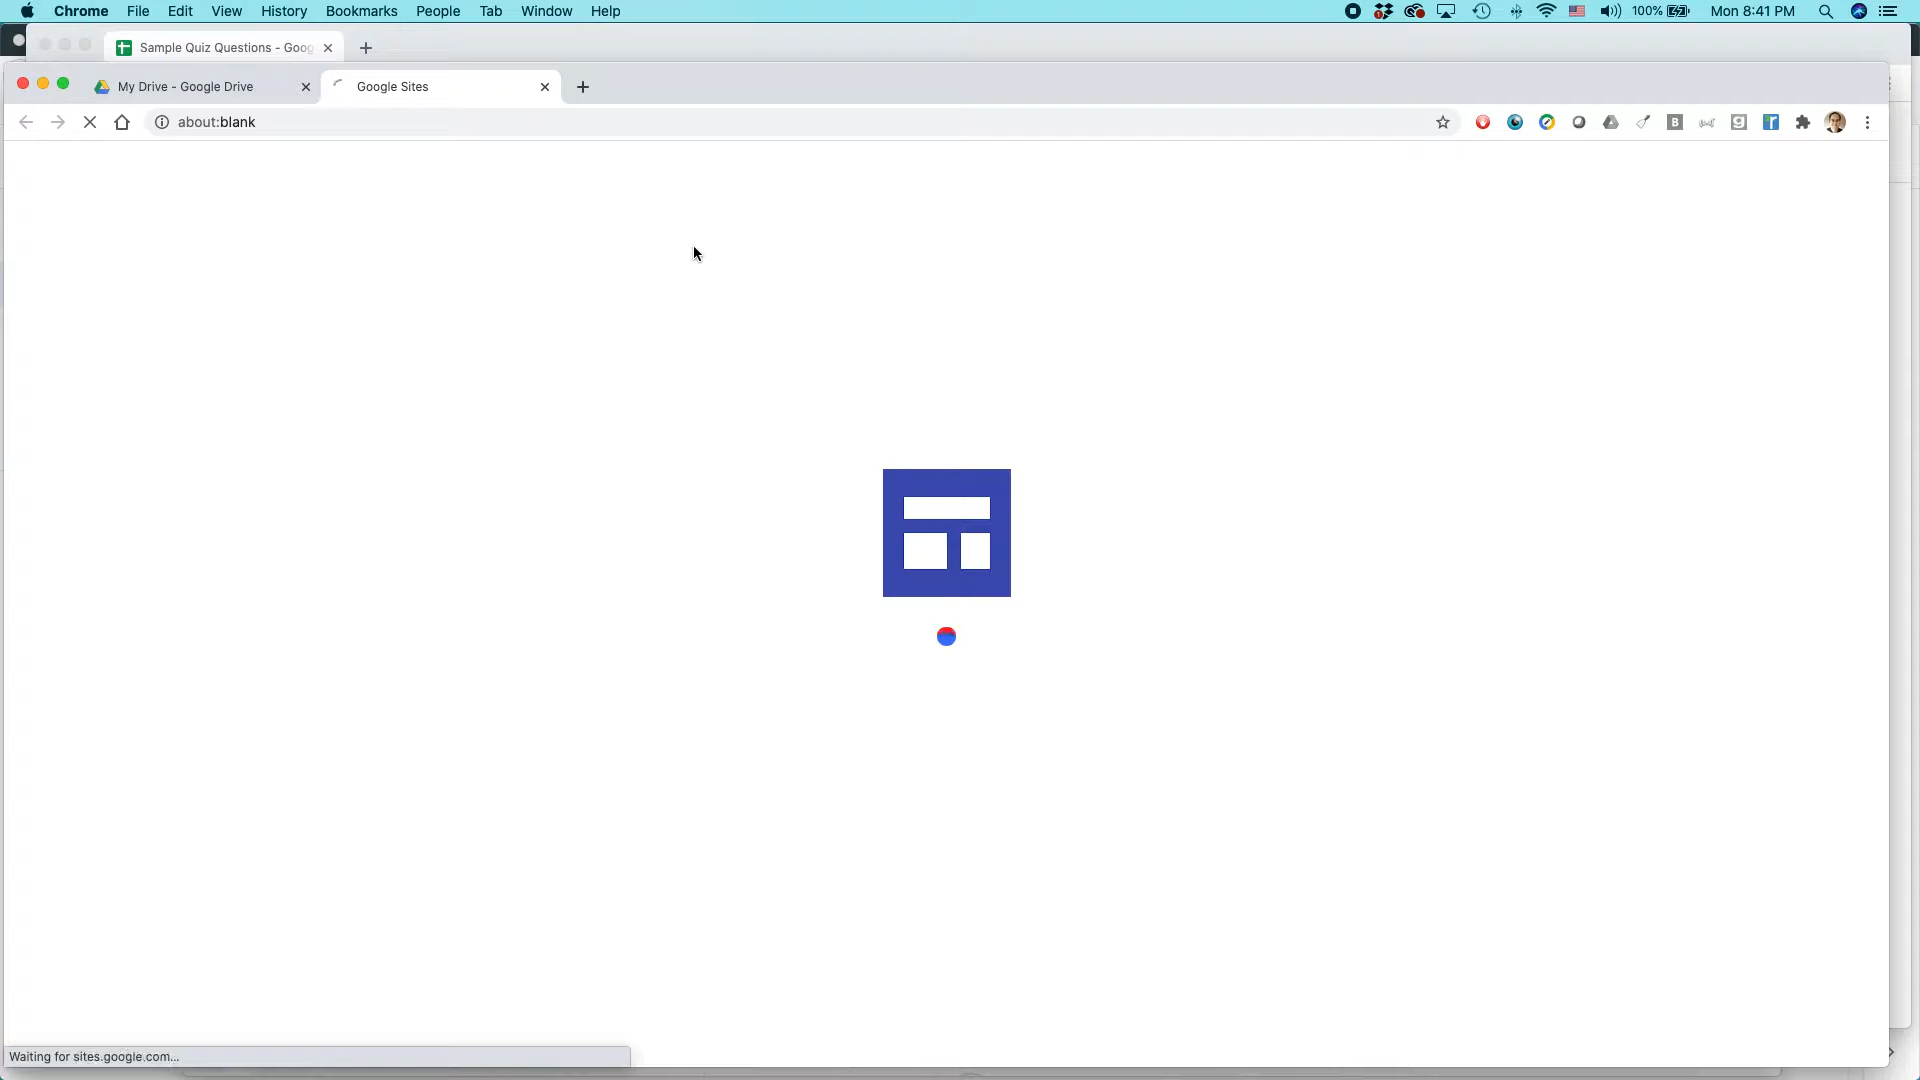 Chrome File Edit View History Bookmarks People Tab Window Help 100% Mon 8:41 PM
Sample Quiz Questions - Goog
My Drive - Google Drive Google Sites
about:blank
Waiting for sites.google.com...